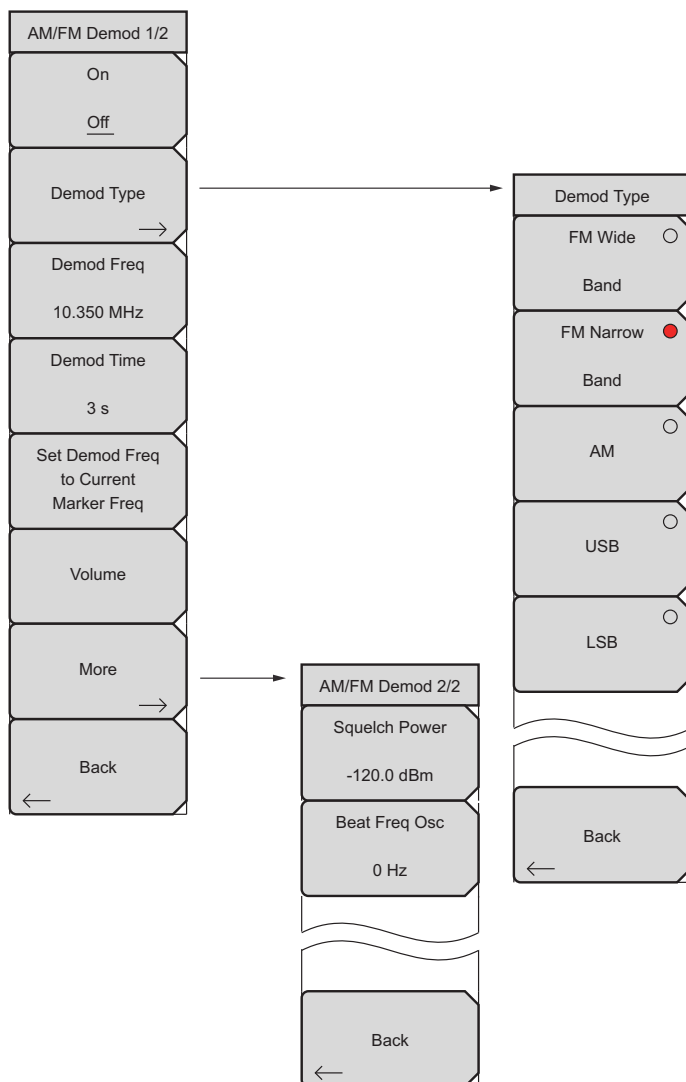 AM/FM Demod 1/2
On
Off
Demod Type
Demod Freq
10.350 MHz
Demod Time
3 s
Set Demod Freq
to Current
Marker Freq
Volume
More
Back
Demod Type
FM Wide
Band
FM Narrow
Band
AM
USB
LSB
Back
AM/FM Demod 2/2
Squelch Power
-120.0 dBm
Beat Freq Osc
0 Hz
Back